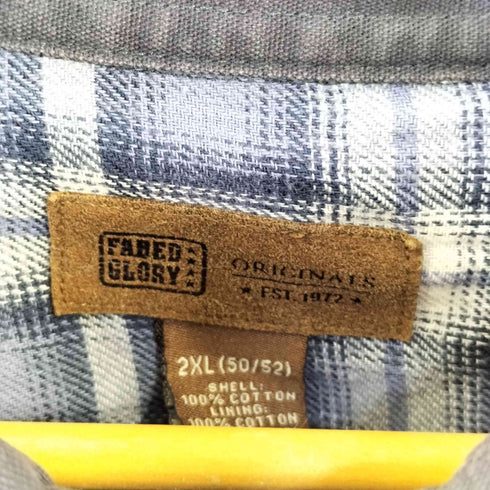 FADED
GLORY
ORIGINALS
★ EST. 1972 ★
2XL (50/52)
SHELL:
100% COTTON
LINING:
100% COTTON